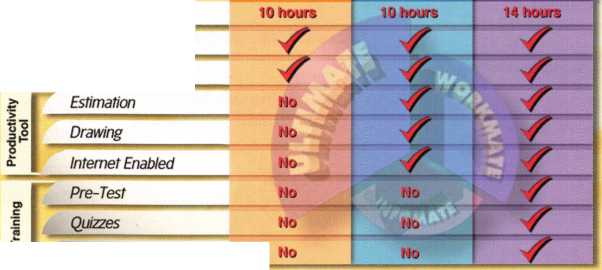 10 hours 10 hours 14 hours
Productivity
Tool
Estimation No
Drawing No
Internet Enabled No
Training
Pre-Test No No
Quizzes No No
No No
ULTIMATE
WORKMATE